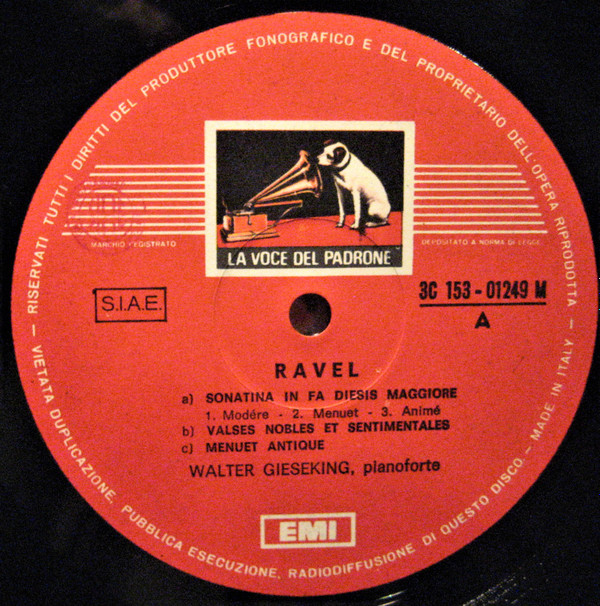 RISERVATI TUTTI I DIRITTI DEL PRODUTTORE FONOGRAFICO E DEL PROPRIETARIO DELL'OPERA RIPRODOTTA
LA VOCE DEL PADRONE
MARCHIO REGISTRATO
DEPOSITATO A NORMA DI LEGGE
S.I.A.E.
3C 153 - 01249 M
A
RAVEL
a) SONATINA IN FA DIESIS MAGGIORE
1. Modére - 2. Menuet - 3. Animé
b) VALSES NOBLES ET SENTIMENTALES
c) MENUET ANTIQUE
WALTER GIESEKING, pianoforte
EMI
— VIETATA DUPLICAZIONE, PUBBLICA ESECUZIONE, RADIODIFFUSIONE DI QUESTO DISCO — MADE IN ITALY —